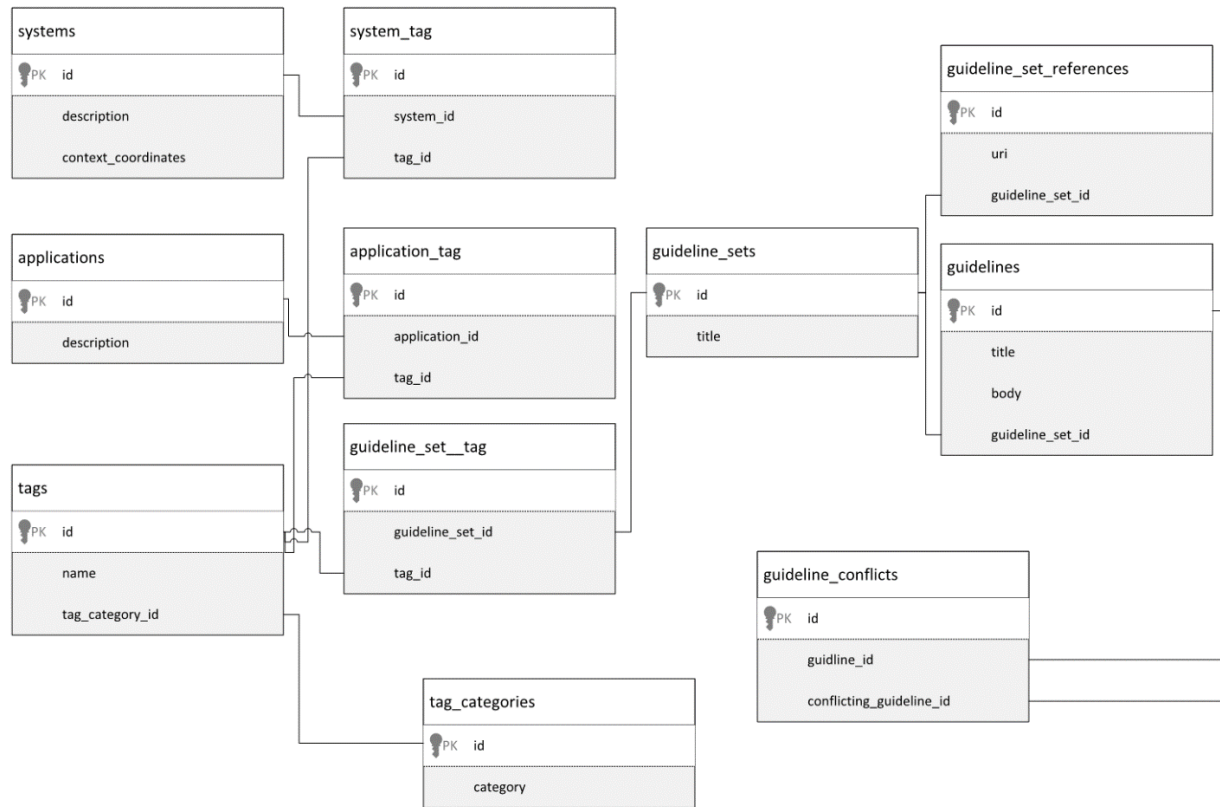 systems
PK id
description
context_coordinates
system_tag
PK id
system_id
tag_id
guideline_set_references
PK id
uri
guideline_set_id
applications
PK id
description
application_tag
PK id
application_id
tag_id
guideline_sets
PK id
title
guidelines
PK id
title
body
guideline_set_id
tags
PK id
name
tag_category_id
guideline_set__tag
PK id
guideline_set_id
tag_id
guideline_conflicts
PK id
guidline_id
conflicting_guideline_id
tag_categories
PK id
category